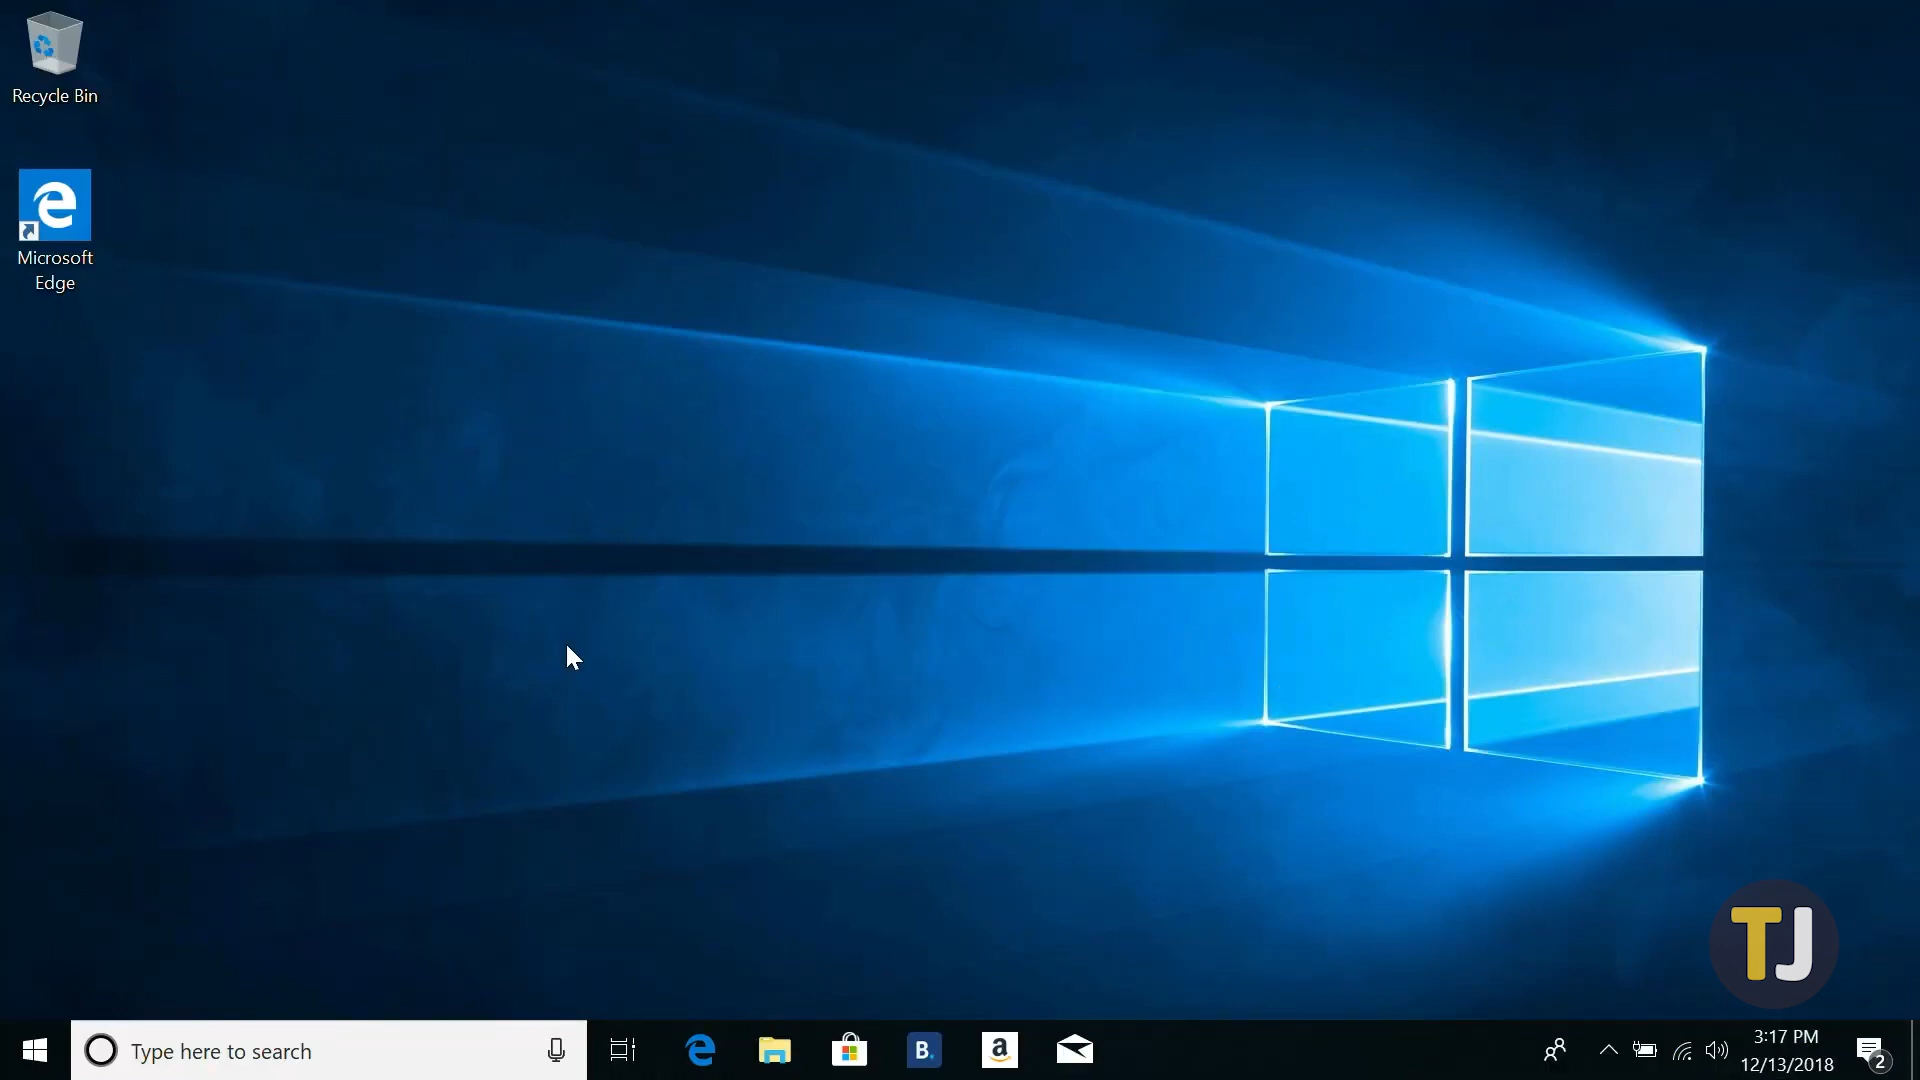 Recycle Bin
Microsoft
Edge
TJ
Type here to search
B.
a
3:17 PM
12/13/2018
2